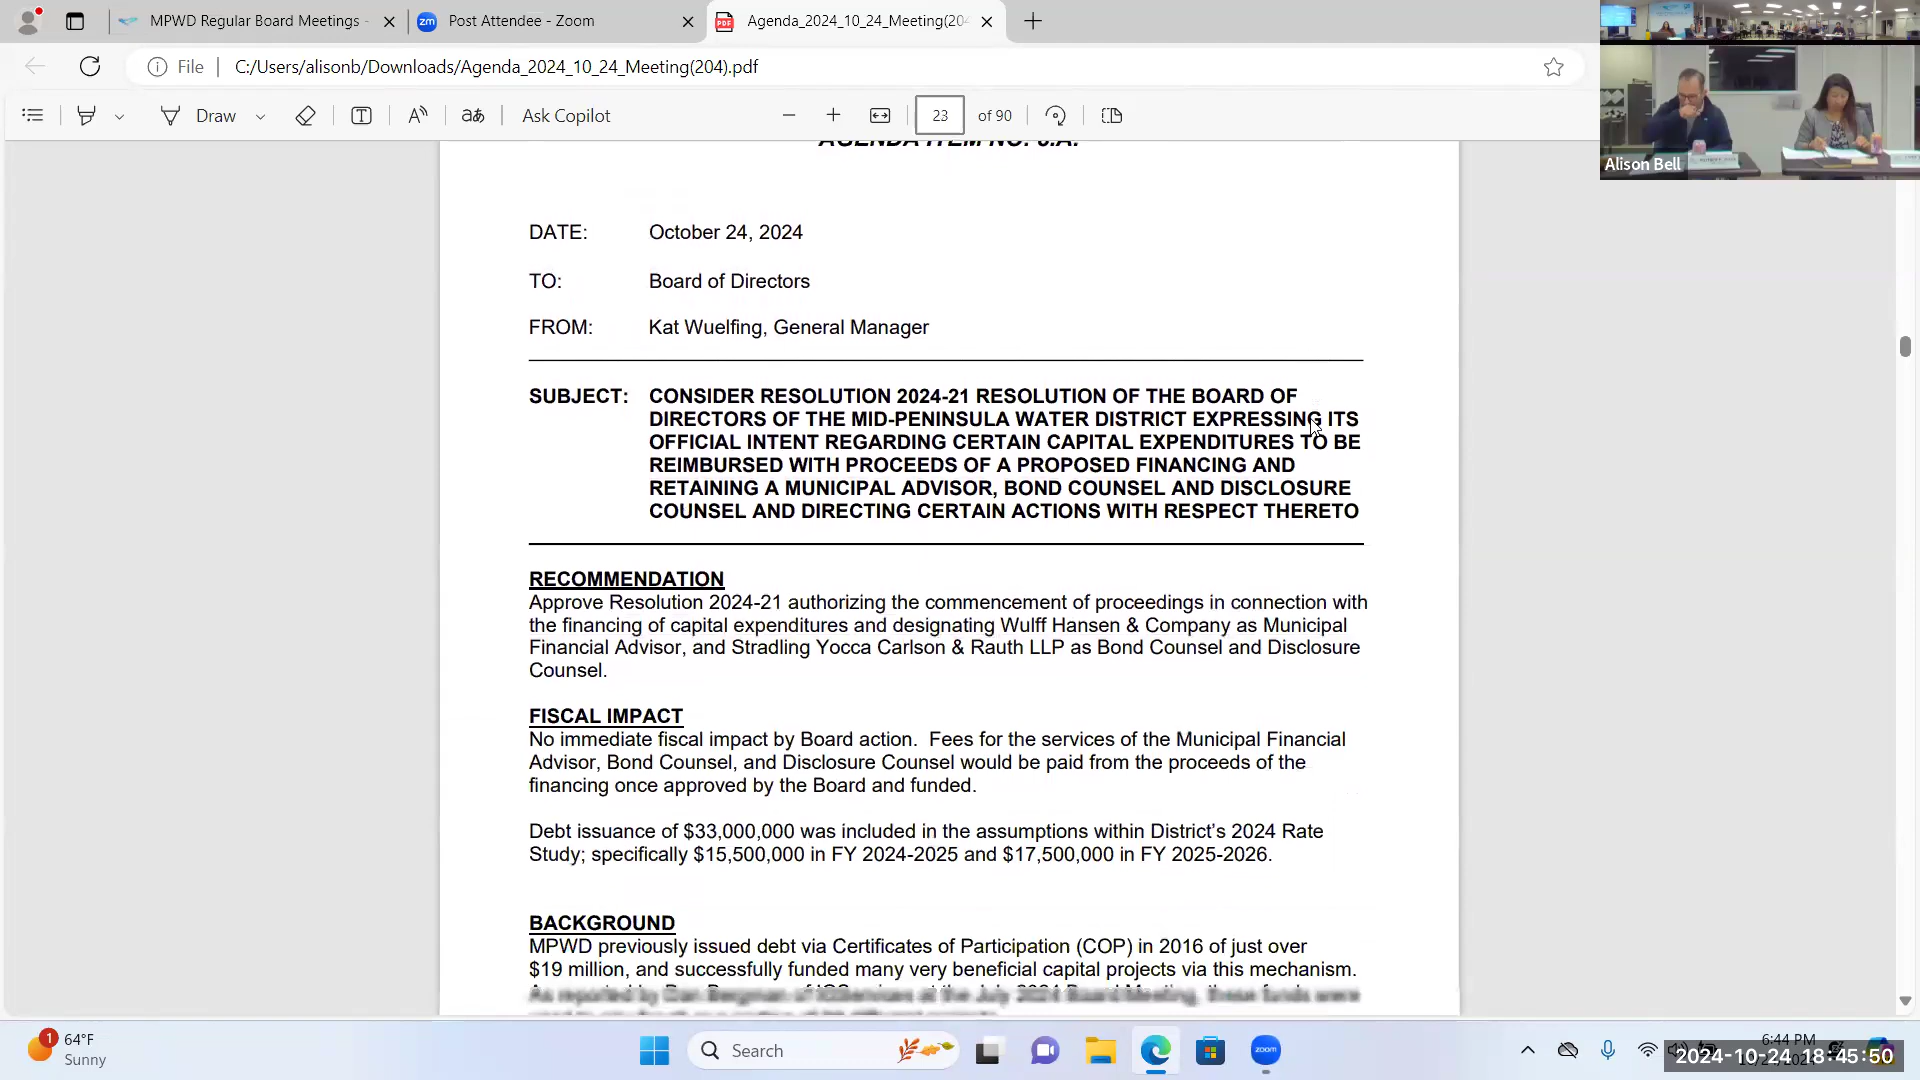 MPWD Regular Board Meetings -
Post Attendee - Zoom
Agenda_2024_10_24_Meeting(204
File
C:/Users/alisonb/Downloads/Agenda_2024_10_24_Meeting(204).pdf
Draw
Ask Copilot
23
of 90
Alison Bell
AGENDA ITEM NO.
DATE: October 24, 2024
TO: Board of Directors
FROM: Kat Wuelfing, General Manager
SUBJECT: CONSIDER RESOLUTION 2024-21 RESOLUTION OF THE BOARD OF
DIRECTORS OF THE MID-PENINSULA WATER DISTRICT EXPRESSING ITS
OFFICIAL INTENT REGARDING CERTAIN CAPITAL EXPENDITURES TO BE
REIMBURSED WITH PROCEEDS OF A PROPOSED FINANCING AND
RETAINING A MUNICIPAL ADVISOR, BOND COUNSEL AND DISCLOSURE
COUNSEL AND DIRECTING CERTAIN ACTIONS WITH RESPECT THERETO
RECOMMENDATION
Approve Resolution 2024-21 authorizing the commencement of proceedings in connection with
the financing of capital expenditures and designating Wulff Hansen & Company as Municipal
Financial Advisor, and Stradling Yocca Carlson & Rauth LLP as Bond Counsel and Disclosure
Counsel.
FISCAL IMPACT
No immediate fiscal impact by Board action. Fees for the services of the Municipal Financial
Advisor, Bond Counsel, and Disclosure Counsel would be paid from the proceeds of the
financing once approved by the Board and funded.
Debt issuance of $33,000,000 was included in the assumptions within District's 2024 Rate
Study; specifically $15,500,000 in FY 2024-2025 and $17,500,000 in FY 2025-2026.
BACKGROUND
MPWD previously issued debt via Certificates of Participation (COP) in 2016 of just over
$19 million, and successfully funded many very beneficial capital projects via this mechanism.
1
64°F
Sunny
Search
zoom
6:44 PM
2024-10-24 18:45:50